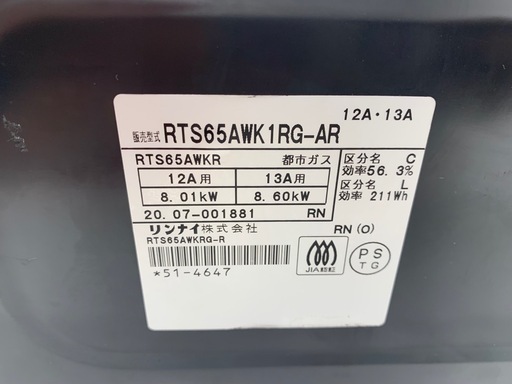 12A・13A
販売型式 RTS65AWK1RG-AR
RTS65AWKR 都市ガス
区分名 C
効率56.3%
12A用 13A用
区分名 L
8.01kW 8.60kW
効率 211Wh
20.07-001881 RN
RN (O)
リンナイ株式会社
RTS65AWKRG-R
*51-4647
JIA認証
PS
TG